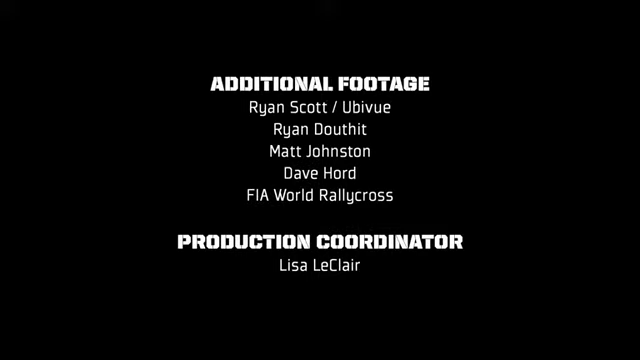 ADDITIONAL FOOTAGE
Ryan Scott / Ubivue
Ryan Douthit
Matt Johnston
Dave Hord
FIA World Rallycross
PRODUCTION COORDINATOR
Lisa LeClair